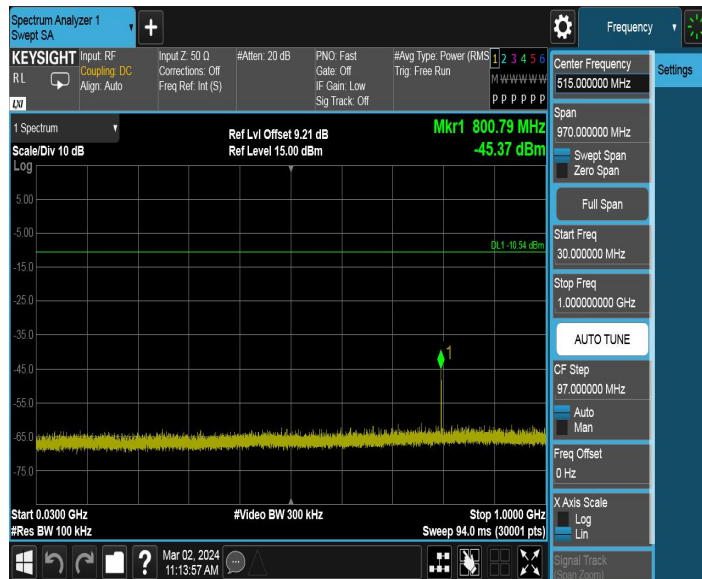 Spectrum Analyzer 1
Swept SA
Frequency
KEYSIGHT
RL
LXI
Input: RF
Coupling: DC
Align: Auto
Input Z: 50 Ω
Corrections: Off
Freq Ref: Int (S)
#Atten: 20 dB
PNO: Fast
Gate: Off
IF Gain: Low
Sig Track: Off
#Avg Type: Power (RMS
Trig: Free Run
1 2 3 4 5 6
M W W W W W
P P P P P P
Settings
Center Frequency
515.000000 MHz
Span
970.000000 MHz
Swept Span
Zero Span
Full Span
Start Freq
30.000000 MHz
Stop Freq
1.000000000 GHz
AUTO TUNE
CF Step
97.000000 MHz
Auto
Man
Freq Offset
0 Hz
X Axis Scale
Log
Lin
Signal Track
(Span Zoom)
1 Spectrum
Scale/Div 10 dB
Log
Ref Lvl Offset 9.21 dB
Ref Level 15.00 dBm
Mkr1 800.79 MHz
-45.37 dBm
5.00
-5.00
DL1 -10.54 dBm
-15.0
-25.0
-35.0
1
-45.0
-55.0
-65.0
-75.0
Start 0.0300 GHz
#Video BW 300 kHz
Stop 1.0000 GHz
#Res BW 100 kHz
Sweep 94.0 ms (30001 pts)
?
Mar 02, 2024
11:13:57 AM